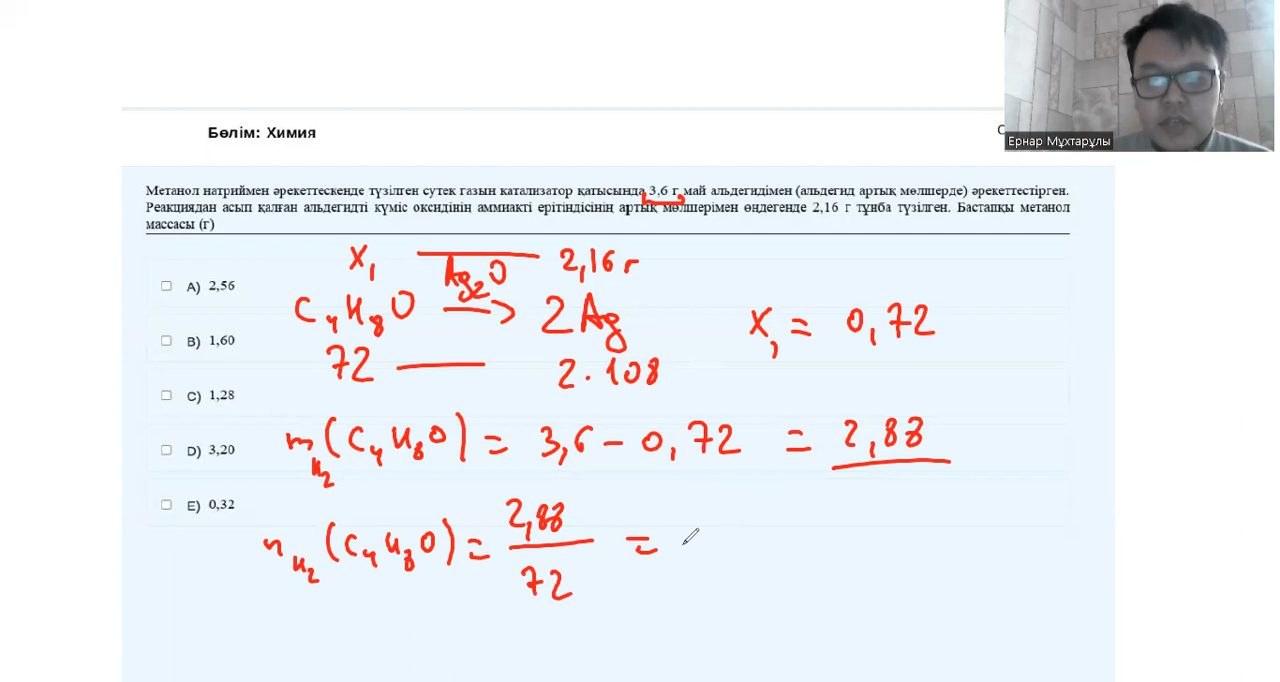 Бөлім: Химия
С
Ернар Мұхтарұлы
Метанол натриймен әрекеттескенде түзілген сутек газын катализатор қатысында 3,6 г май альдегидімен (альдегид артық мөлшерде) әрекеттестірген.
Реакциядан асып қалған альдегидті күміс оксидінің аммиакті ерітіндісінің артық мөлшерімен өңдегенде 2,16 г тұнба түзілген. Бастапқы метанол
массасы (г)
X₁ Ag₂O 2,16 г
C₄H₈O → 2Ag
72 — 2·108
X₁ = 0,72
A) 2,56
B) 1,60
C) 1,28
D) 3,20
E) 0,32
m_H₂(C₄H₈O) = 3,6 - 0,72 = 2,88
n_H₂(C₄H₈O) = 2,88/72 =